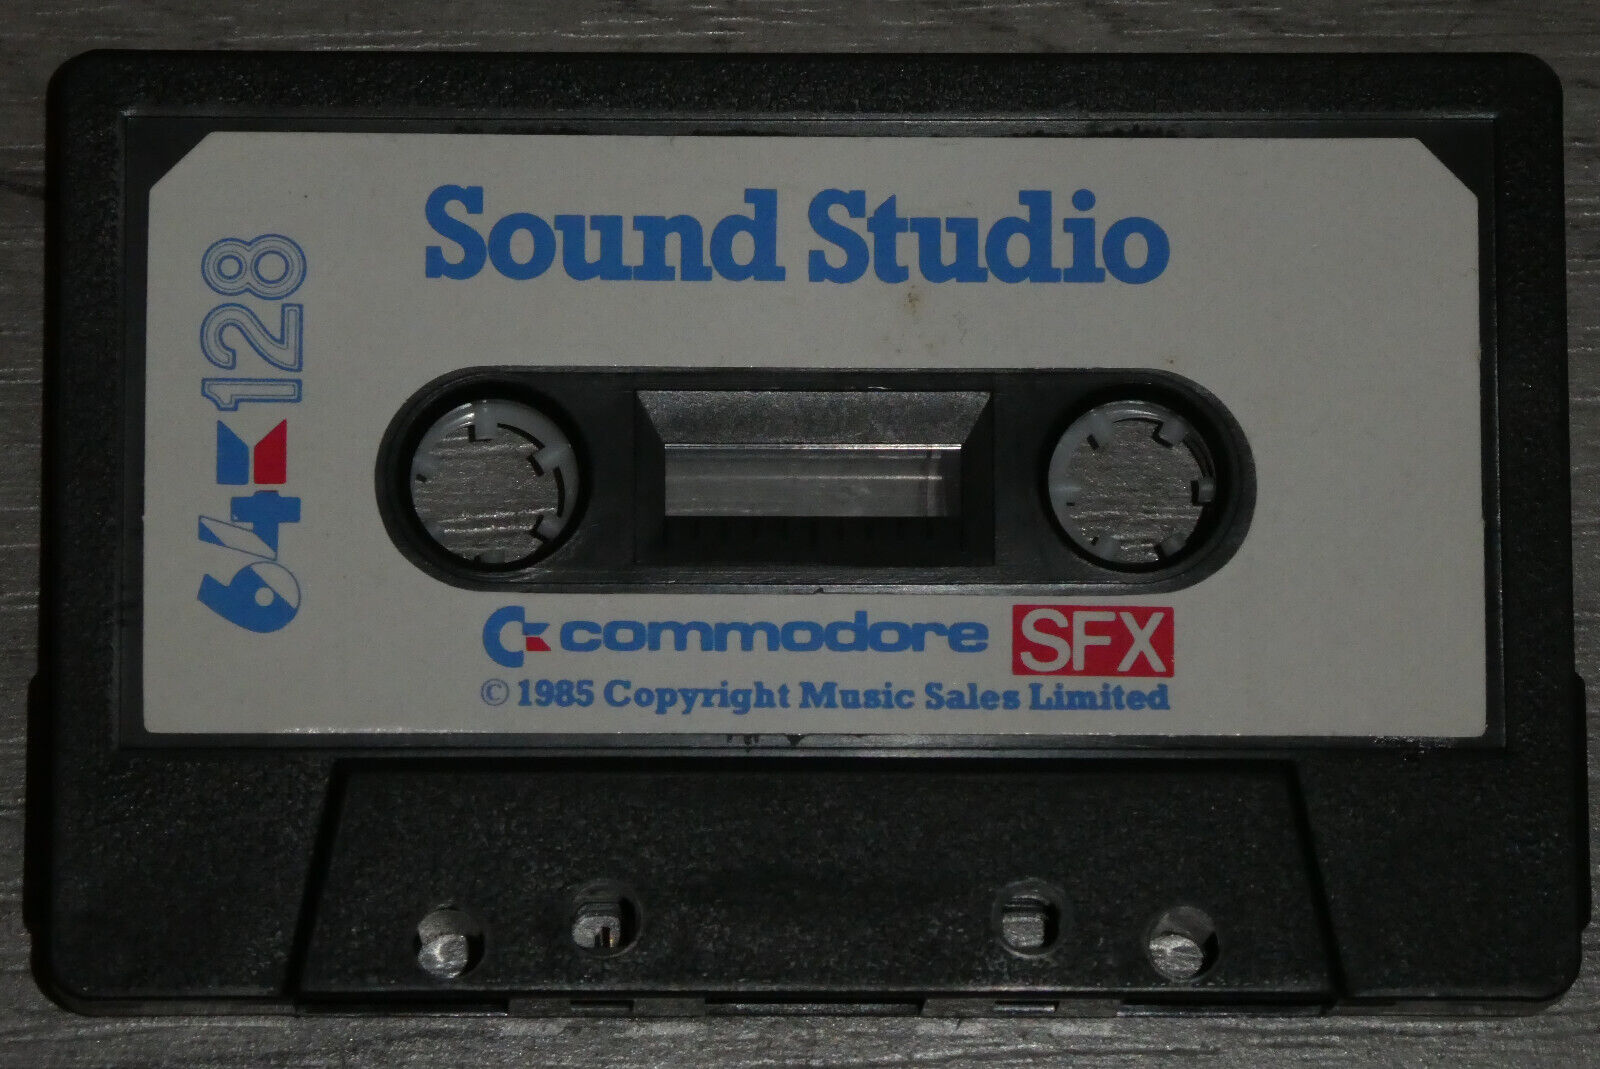 Sound Studio
64 128
commodore SFX
© 1985 Copyright Music Sales Limited